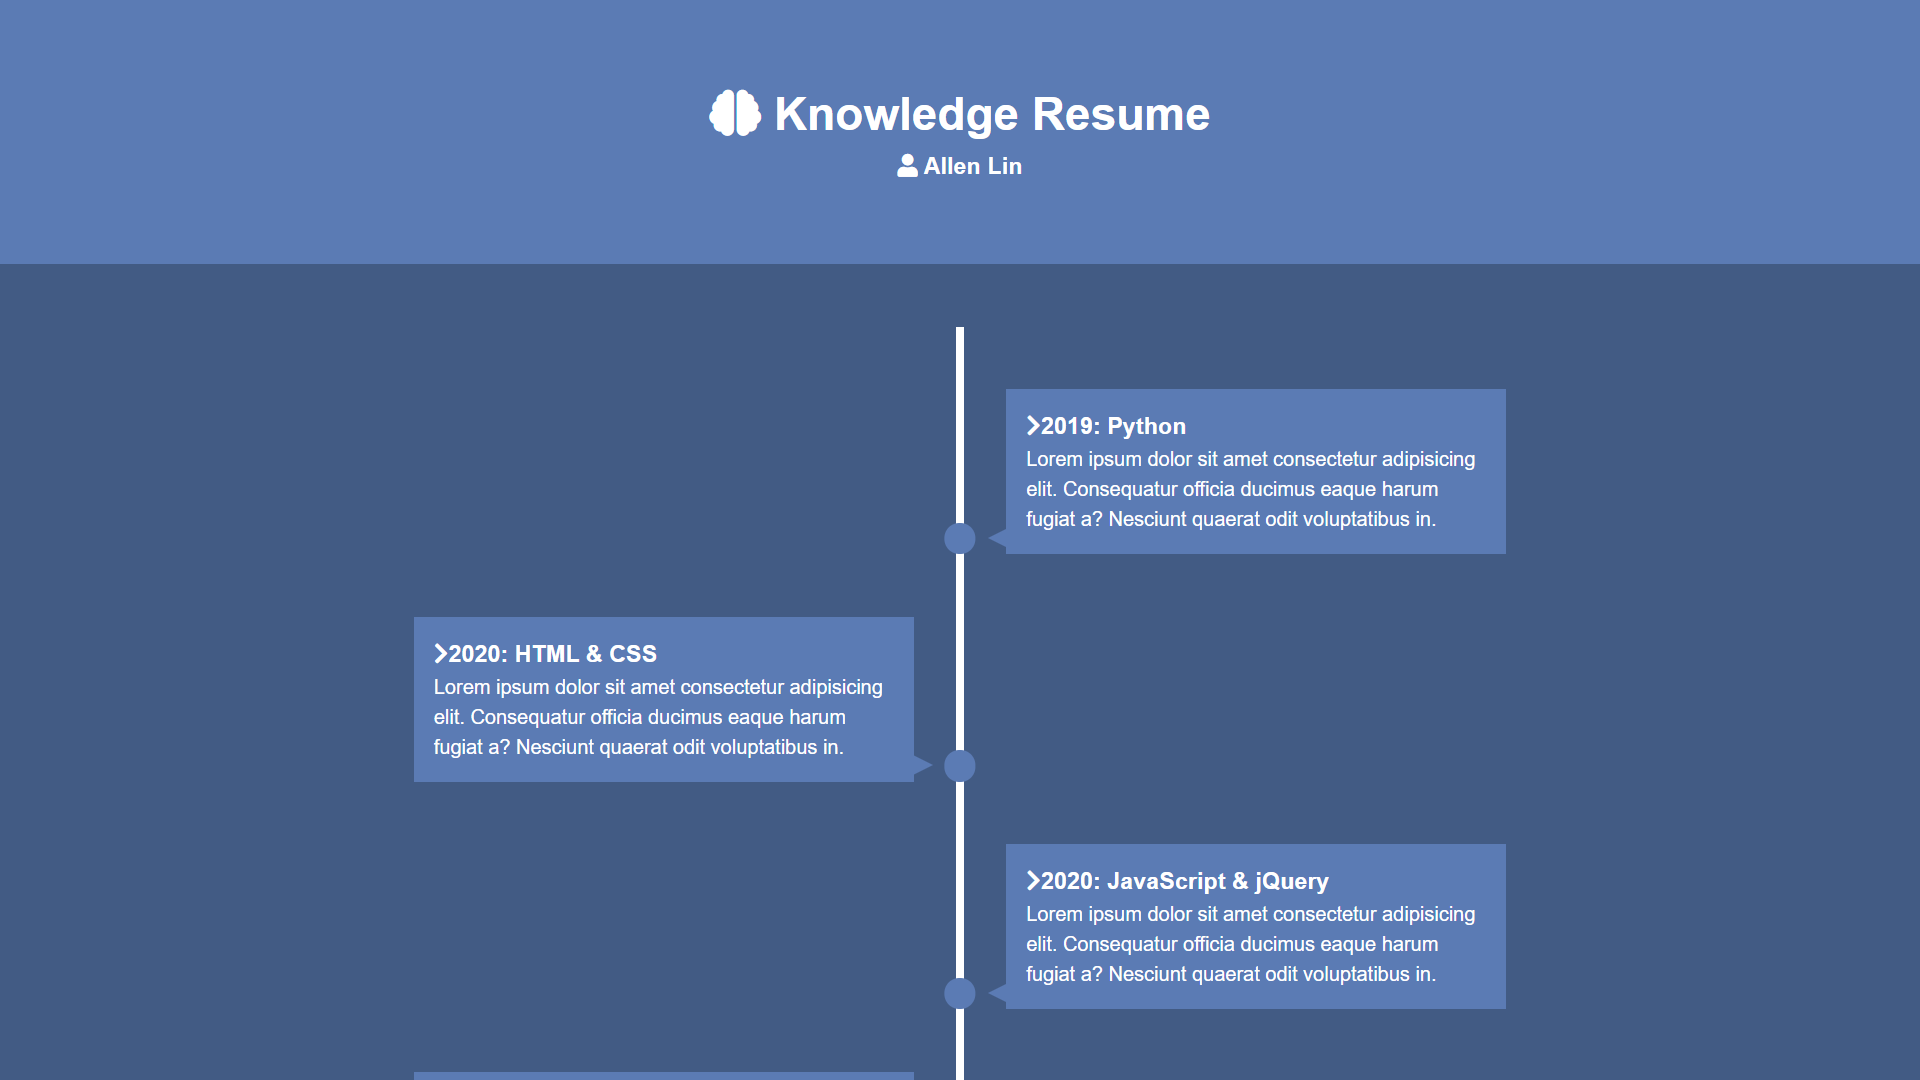 Knowledge Resume
Allen Lin
2019: Python
Lorem ipsum dolor sit amet consectetur adipisicing
elit. Consequatur officia ducimus eaque harum
fugiat a? Nesciunt quaerat odit voluptatibus in.
2020: HTML & CSS
Lorem ipsum dolor sit amet consectetur adipisicing
elit. Consequatur officia ducimus eaque harum
fugiat a? Nesciunt quaerat odit voluptatibus in.
2020: JavaScript & jQuery
Lorem ipsum dolor sit amet consectetur adipisicing
elit. Consequatur officia ducimus eaque harum
fugiat a? Nesciunt quaerat odit voluptatibus in.